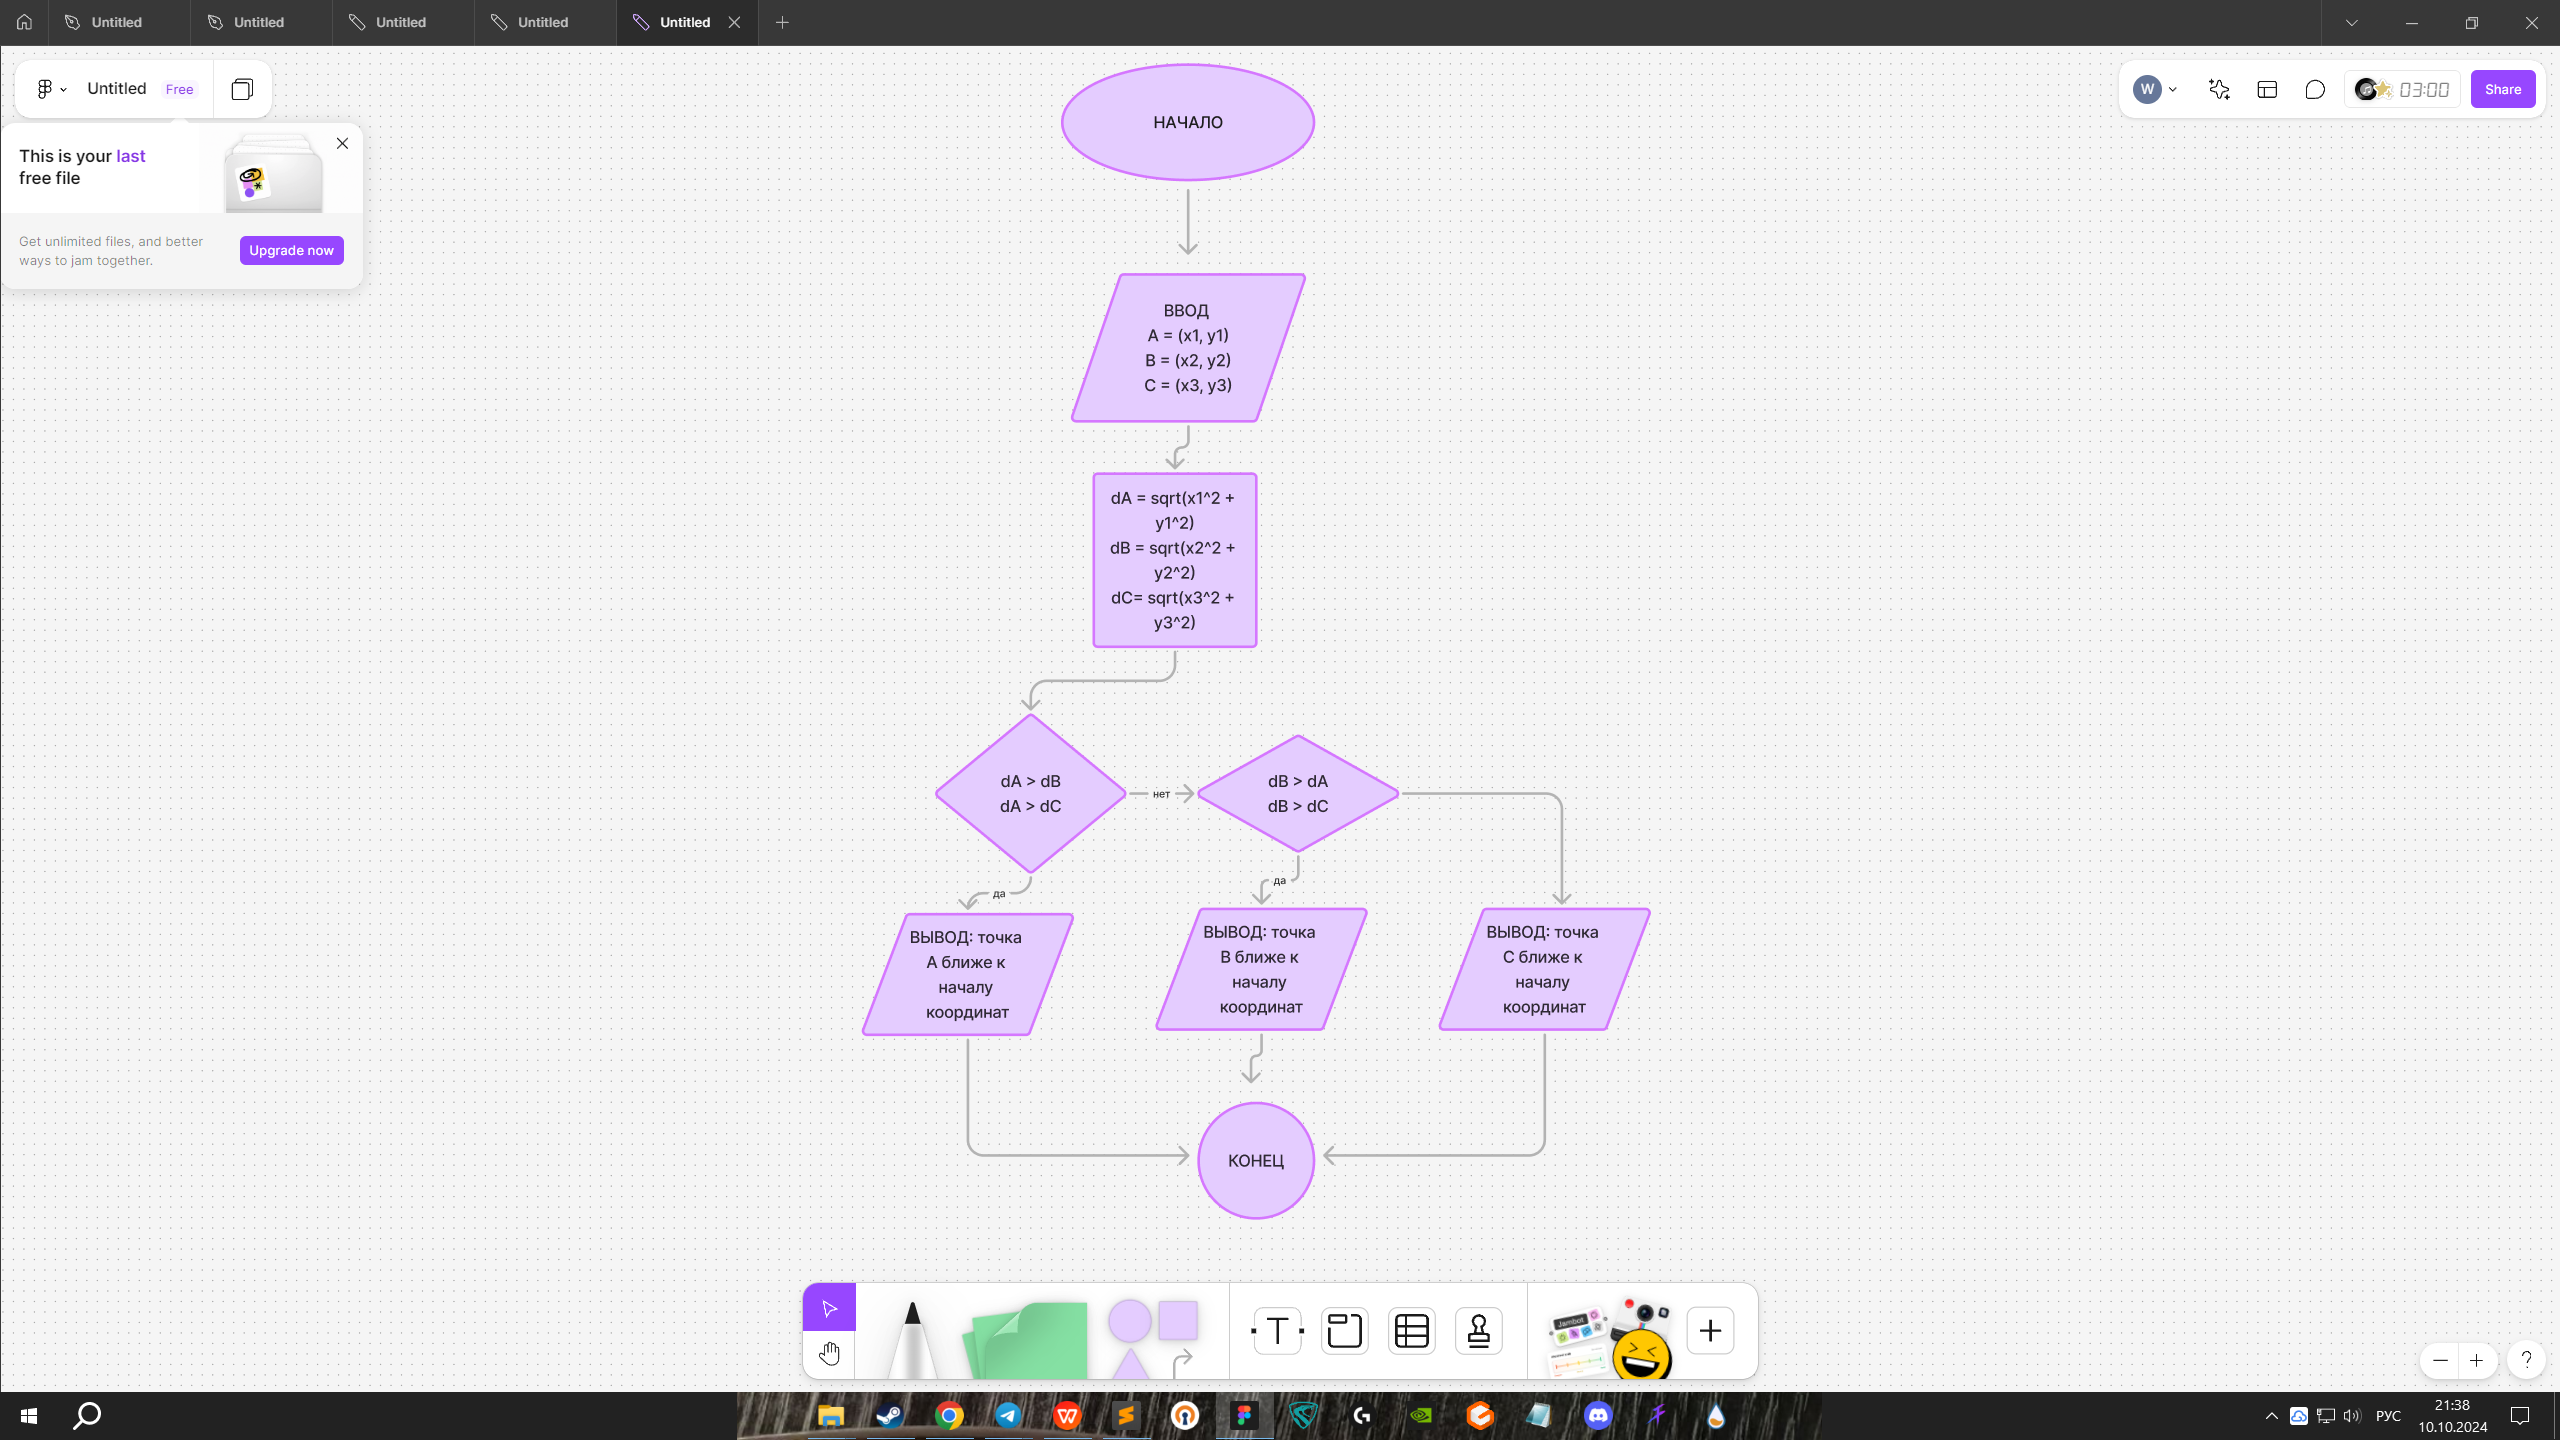 Untitled
Untitled
Untitled
Untitled
Untitled
Untitled
Free
W
03:00
Share
This is your last
free file
Get unlimited files, and better
ways to jam together.
Upgrade now
НАЧАЛО
ВВОД
A = (x1, y1)
B = (x2, y2)
C = (x3, y3)
dA = sqrt(x1^2 +
y1^2)
dB = sqrt(x2^2 +
y2^2)
dC= sqrt(x3^2 +
y3^2)
dA > dB
dA > dC
нет
dB > dA
dB > dC
да
да
ВЫВОД: точка
А ближе к
началу
координат
ВЫВОД: точка
В ближе к
началу
координат
ВЫВОД: точка
С ближе к
началу
координат
КОНЕЦ
T
Jambot
?
РУС
21:38
10.10.2024